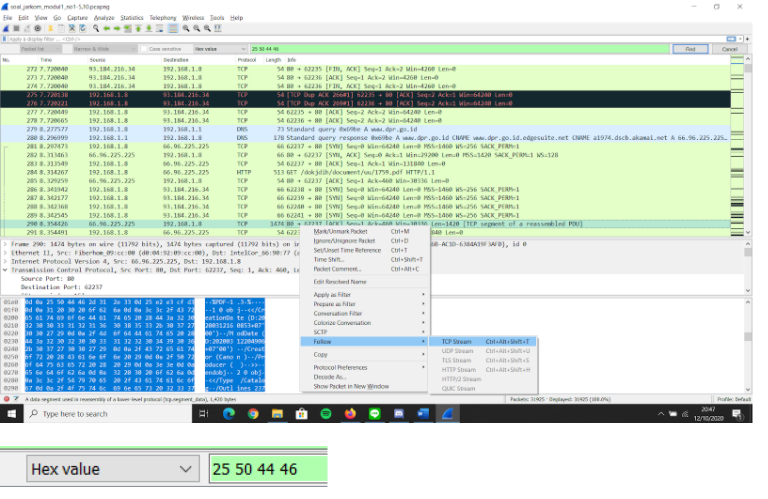 soal_jarkom_modul1_no1-5,10.pcapng
File Edit View Go Capture Analyze Statistics Telephony Wireless Tools Help
Apply a display filter ... <Ctrl-/>
Packet list Narrow & Wide Case sensitive Hex value 25 50 44 46 Find Cancel
No. Time Source Destination Protocol Length Info
272 7.720040 93.184.216.34 192.168.1.8 TCP 54 80 → 62235 [FIN, ACK] Seq=1 Ack=2 Win=4260 Len=0
273 7.720040 93.184.216.34 192.168.1.8 TCP 54 80 → 62236 [ACK] Seq=1 Ack=2 Win=4260 Len=0
274 7.720040 93.184.216.34 192.168.1.8 TCP 54 80 → 62236 [FIN, ACK] Seq=1 Ack=2 Win=4260 Len=0
275 7.720138 192.168.1.8 93.184.216.34 TCP 54 [TCP Dup ACK 266#1] 62235 → 80 [ACK] Seq=2 Ack=1 Win=64240 Len=0
276 7.720221 192.168.1.8 93.184.216.34 TCP 54 [TCP Dup ACK 269#1] 62236 → 80 [ACK] Seq=2 Ack=1 Win=64240 Len=0
277 7.720449 192.168.1.8 93.184.216.34 TCP 54 62235 → 80 [ACK] Seq=2 Ack=2 Win=64240 Len=0
278 7.720665 192.168.1.8 93.184.216.34 TCP 54 62236 → 80 [ACK] Seq=2 Ack=2 Win=64240 Len=0
279 8.277577 192.168.1.8 192.168.1.1 DNS 73 Standard query 0x69be A www.dpr.go.id
280 8.296999 192.168.1.1 192.168.1.8 DNS 178 Standard query response 0x69be A www.dpr.go.id CNAME www.dpr.go.id.edgesuite.net CNAME a1974.dscb.akamai.net A 66.96.225.225...
281 8.297473 192.168.1.8 66.96.225.225 TCP 66 62237 → 80 [SYN] Seq=0 Win=64240 Len=0 MSS=1460 WS=256 SACK_PERM=1
282 8.313463 66.96.225.225 192.168.1.8 TCP 66 80 → 62237 [SYN, ACK] Seq=0 Ack=1 Win=29200 Len=0 MSS=1420 SACK_PERM=1 WS=128
283 8.313549 192.168.1.8 66.96.225.225 TCP 54 62237 → 80 [ACK] Seq=1 Ack=1 Win=131840 Len=0
284 8.314267 192.168.1.8 66.96.225.225 HTTP 513 GET /dokjdih/document/uu/1759.pdf HTTP/1.1
285 8.329259 66.96.225.225 192.168.1.8 TCP 54 80 → 62237 [ACK] Seq=1 Ack=460 Win=30336 Len=0
286 8.341942 192.168.1.8 93.184.216.34 TCP 66 62238 → 80 [SYN] Seq=0 Win=64240 Len=0 MSS=1460 WS=256 SACK_PERM=1
287 8.342177 192.168.1.8 93.184.216.34 TCP 66 62239 → 80 [SYN] Seq=0 Win=64240 Len=0 MSS=1460 WS=256 SACK_PERM=1
288 8.342368 192.168.1.8 93.184.216.34 TCP 66 62240 → 80 [SYN] Seq=0 Win=64240 Len=0 MSS=1460 WS=256 SACK_PERM=1
289 8.342545 192.168.1.8 93.184.216.34 TCP 66 62241 → 80 [SYN] Seq=0 Win=64240 Len=0 MSS=1460 WS=256 SACK_PERM=1
290 8.354426 66.96.225.225 192.168.1.8 TCP 1474 80 → 62237 [ACK] Seq=1 Ack=460 Win=30336 Len=1420 [TCP segment of a reassembled PDU]
291 8.354491 192.168.1.8 66.96.225.225 TCP 54 622 840 Len=0
Frame 290: 1474 bytes on wire (11792 bits), 1474 bytes captured (11792 bits) on in
Ethernet II, Src: Fiberhom_09:cc:00 (d0:04:92:09:cc:00), Dst: IntelCor_66:90:77 (c
Internet Protocol Version 4, Src: 66.96.225.225, Dst: 192.168.1.8
Transmission Control Protocol, Src Port: 80, Dst Port: 62237, Seq: 1, Ack: 460, Le
Source Port: 80
Destination Port: 62237
Mark/Unmark Packet Ctrl+M
Ignore/Unignore Packet Ctrl+D
Set/Unset Time Reference Ctrl+T
Time Shift... Ctrl+Shift+T
Packet Comment... Ctrl+Alt+C
Edit Resolved Name
Apply as Filter
Prepare as Filter
Conversation Filter
Colorize Conversation
SCTP
Follow
Copy
Protocol Preferences
Decode As...
Show Packet in New Window
TCP Stream Ctrl+Alt+Shift+T
UDP Stream Ctrl+Alt+Shift+U
TLS Stream Ctrl+Alt+Shift+S
HTTP Stream Ctrl+Alt+Shift+H
HTTP/2 Stream
QUIC Stream
A data segment used in reassembly of a lower-level protocol (tcp.segment_data), 1,420 bytes
Packets: 31925 · Displayed: 31925 (100.0%) Profile: Default
Type here to search
20:47
12/10/2020
Hex value 25 50 44 46